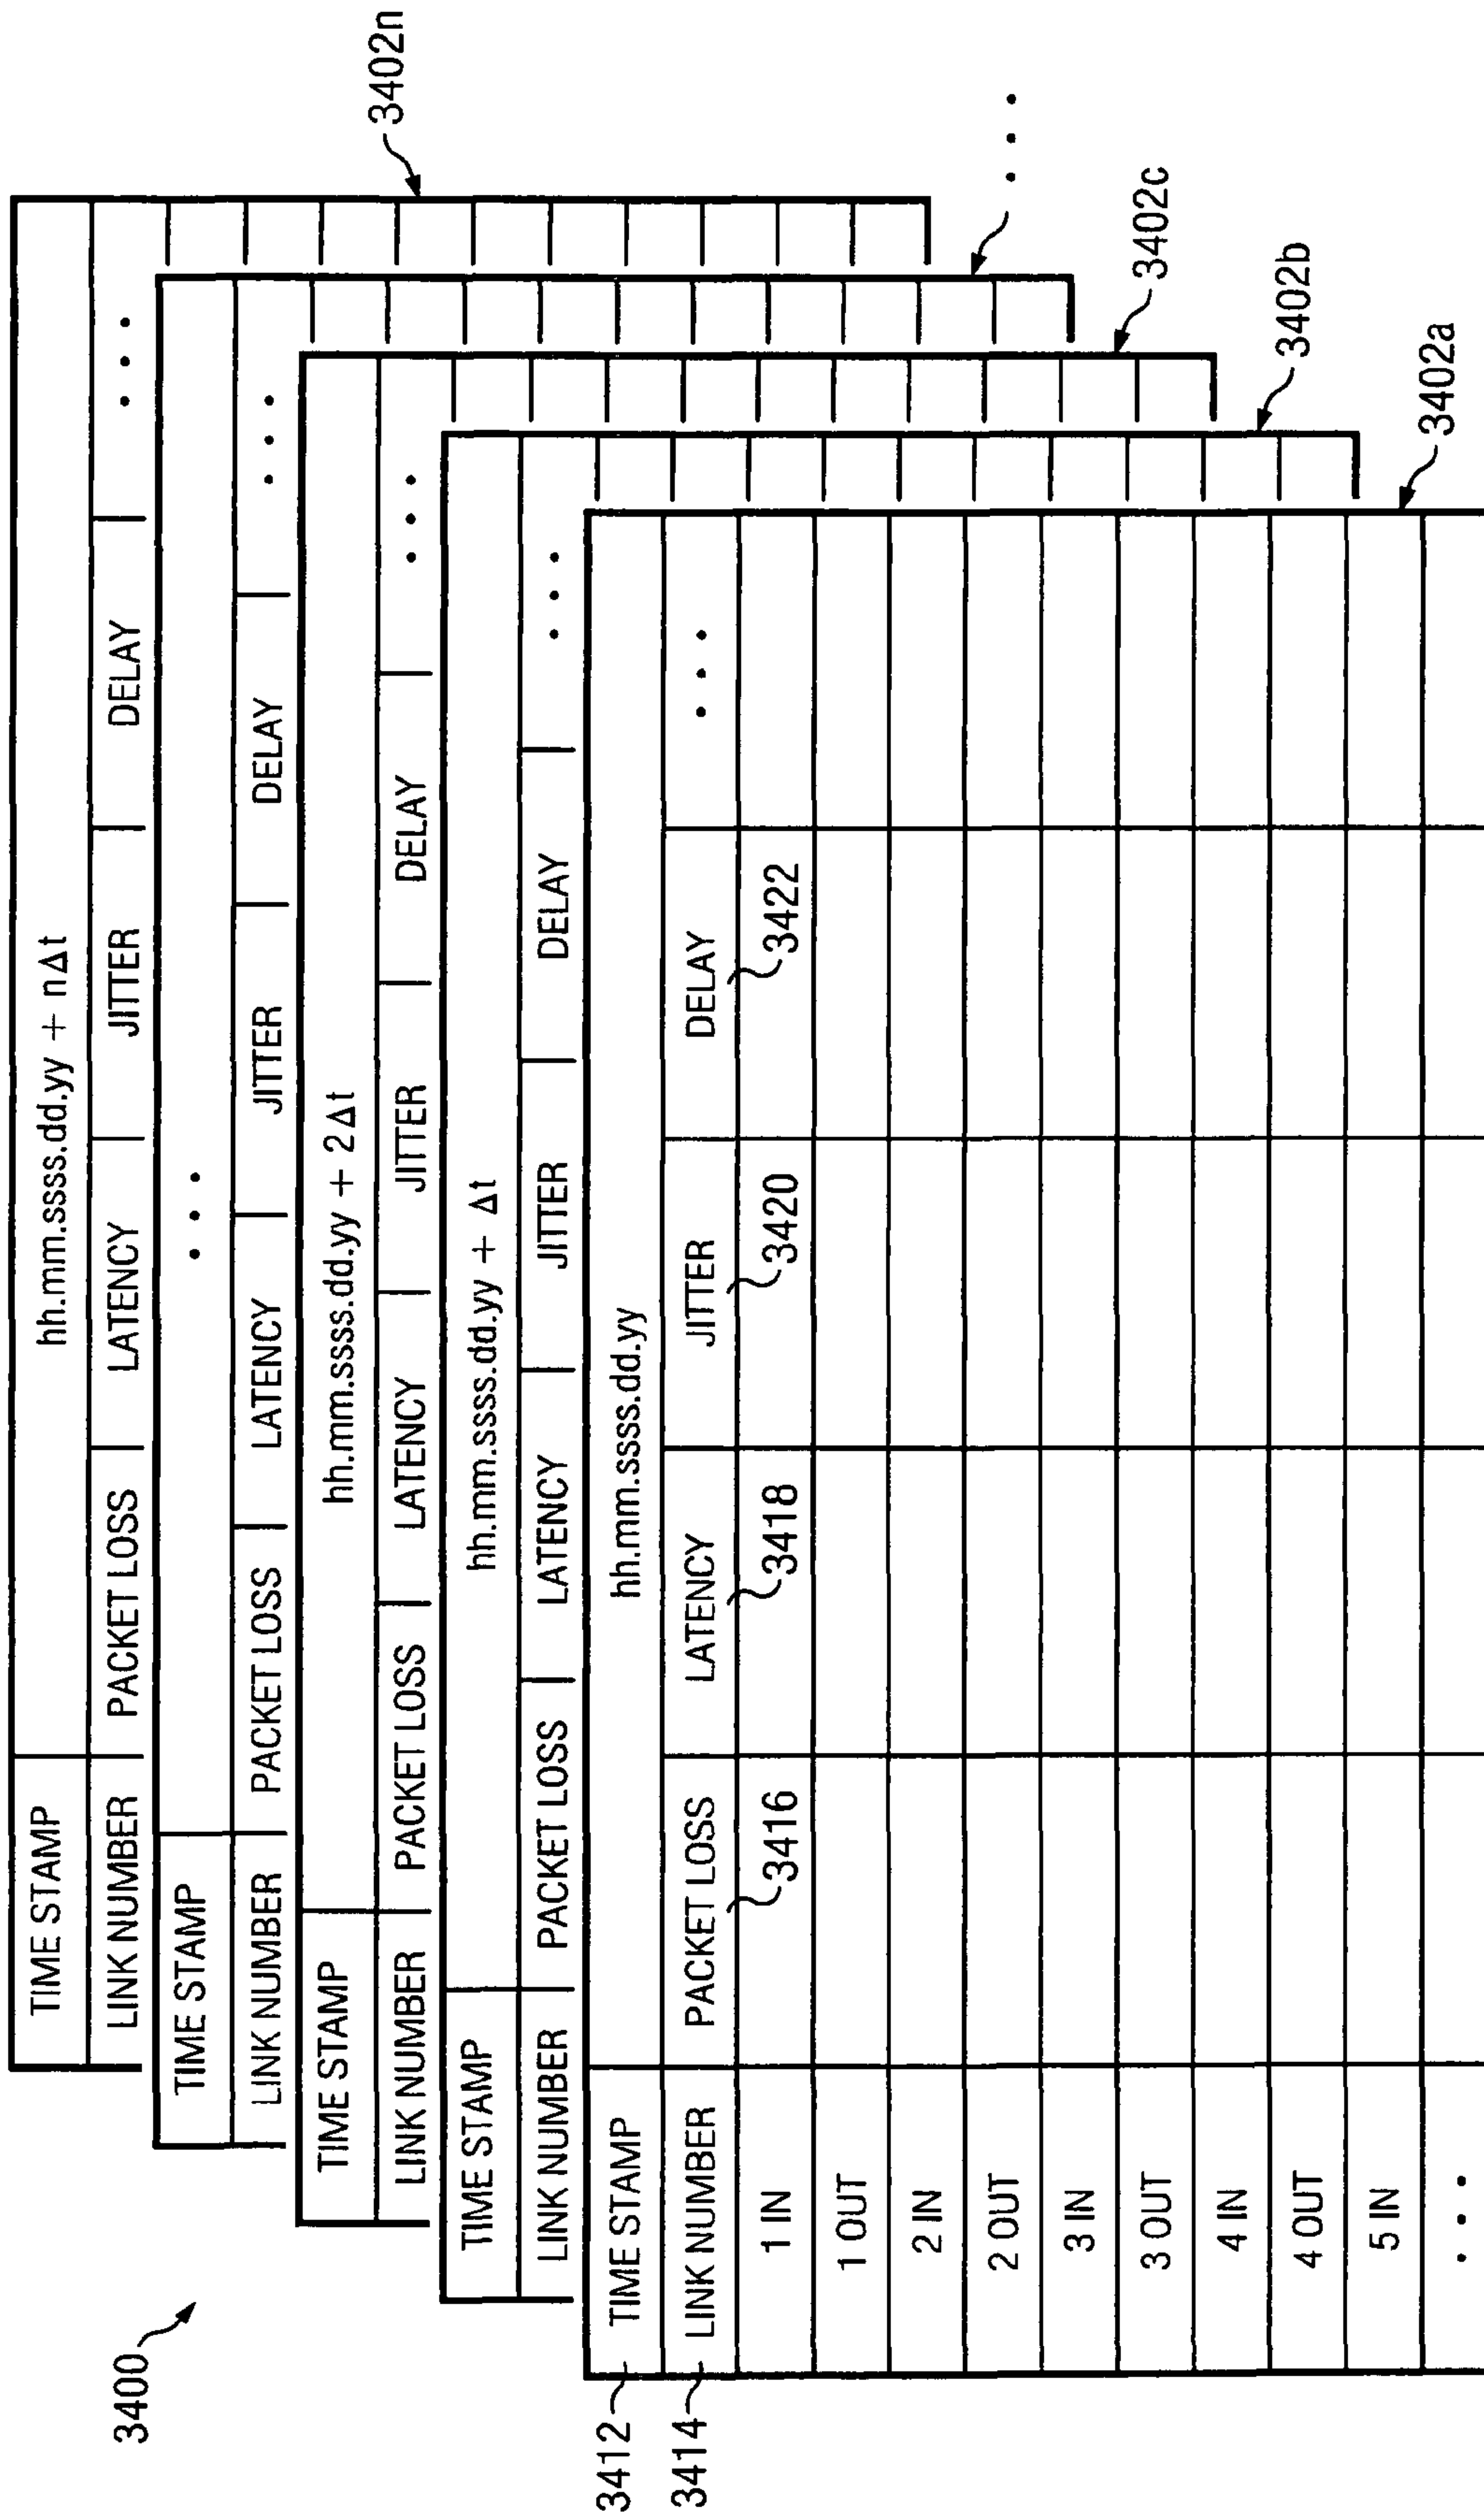 3400
TIME STAMP hh.mm.ssss.dd.yy + nΔt
LINK NUMBER PACKET LOSS LATENCY JITTER DELAY • • •
3402n
TIME STAMP • • •
LINK NUMBER PACKET LOSS LATENCY JITTER DELAY • • •
• • •
TIME STAMP hh.mm.ssss.dd.yy + 2Δt
LINK NUMBER PACKET LOSS LATENCY JITTER DELAY • • •
3402c
TIME STAMP hh.mm.ssss.dd.yy + Δt
LINK NUMBER PACKET LOSS LATENCY JITTER DELAY • • •
3402b
3412 TIME STAMP hh.mm.ssss.dd.yy
3414 LINK NUMBER PACKET LOSS LATENCY JITTER DELAY • • •
1 IN 3416 3418 3420 3422
1 OUT
2 IN
2 OUT
3 IN
3 OUT
4 IN
4 OUT
5 IN
3402a
• • •